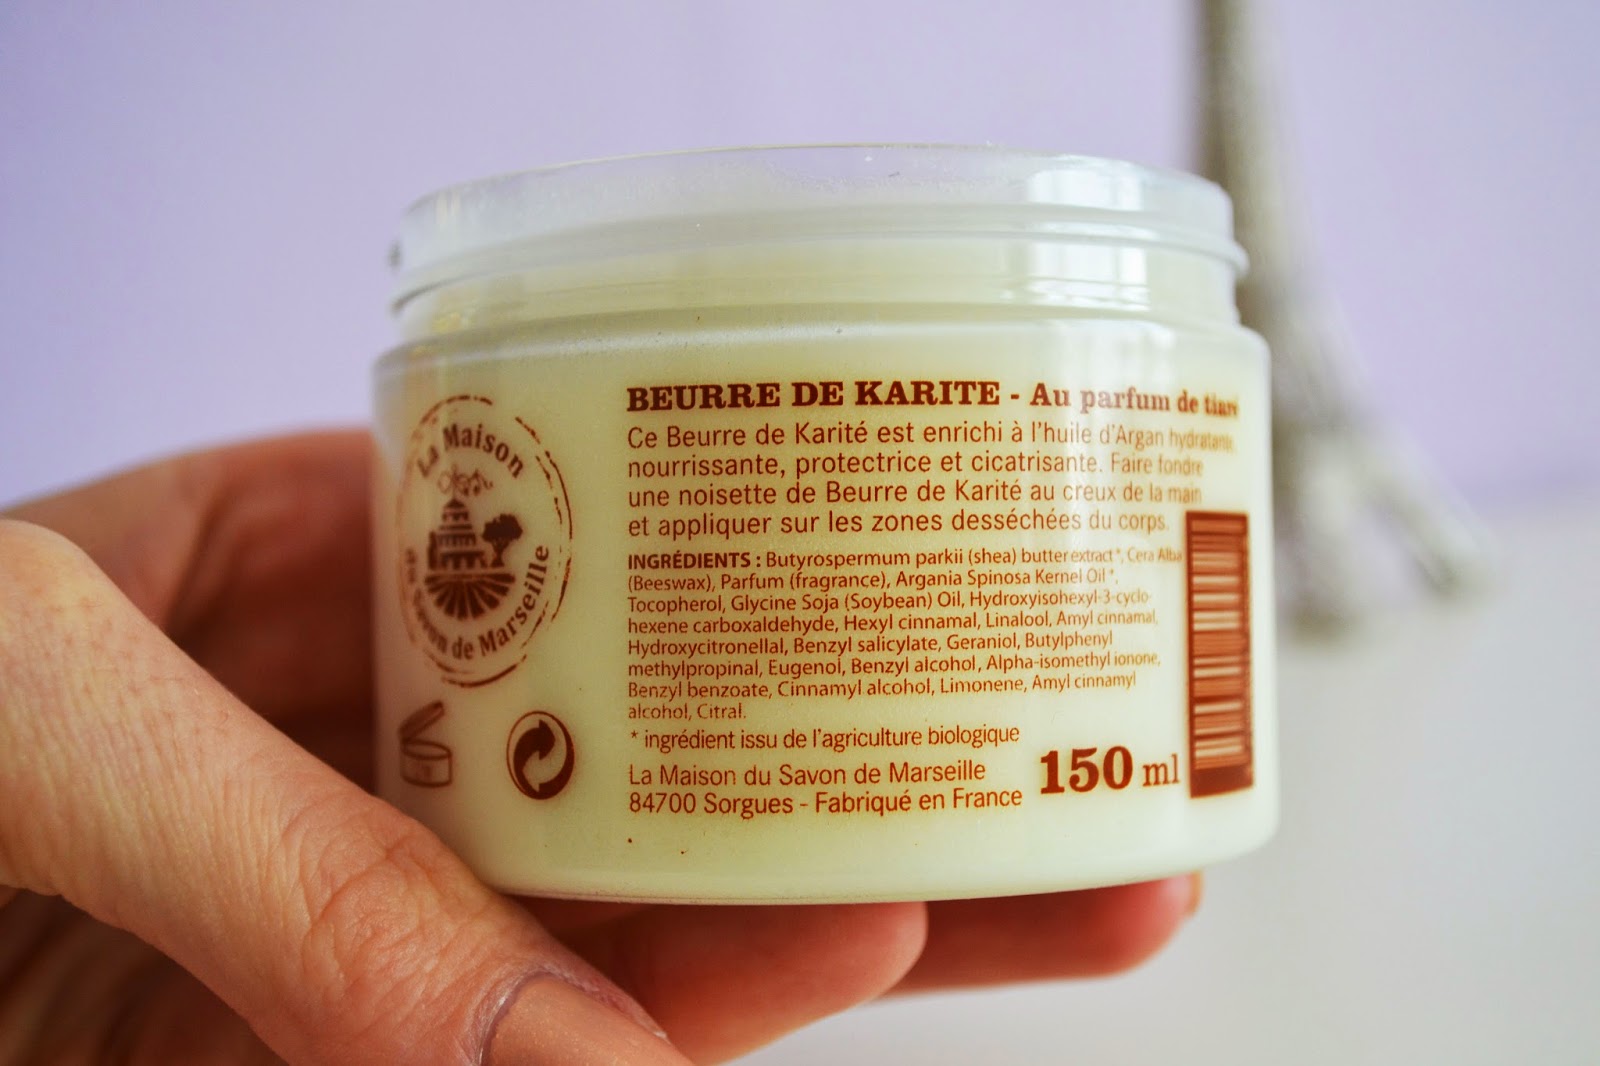 La Maison
du Savon de Marseille
BEURRE DE KARITE - Au parfum de tiaré
Ce Beurre de Karité est enrichi à l'huile d'Argan hydratante,
nourrissante, protectrice et cicatrisante. Faire fondre
une noisette de Beurre de Karité au creux de la main
et appliquer sur les zones desséchées du corps.
INGRÉDIENTS : Butyrospermum parkii (shea) butter extract*, Cera Alba
(Beeswax), Parfum (fragrance), Argania Spinosa Kernel Oil*,
Tocopherol, Glycine Soja (Soybean) Oil, Hydroxyisohexyl-3-cyclo-
hexene carboxaldehyde, Hexyl cinnamal, Linalool, Amyl cinnamal,
Hydroxycitronellal, Benzyl salicylate, Geraniol, Butylphenyl
methylpropinal, Eugenol, Benzyl alcohol, Alpha-isomethyl ionone,
Benzyl benzoate, Cinnamyl alcohol, Limonene, Amyl cinnamyl
alcohol, Citral.
* ingrédient issu de l'agriculture biologique
La Maison du Savon de Marseille
84700 Sorgues - Fabriqué en France
150 ml